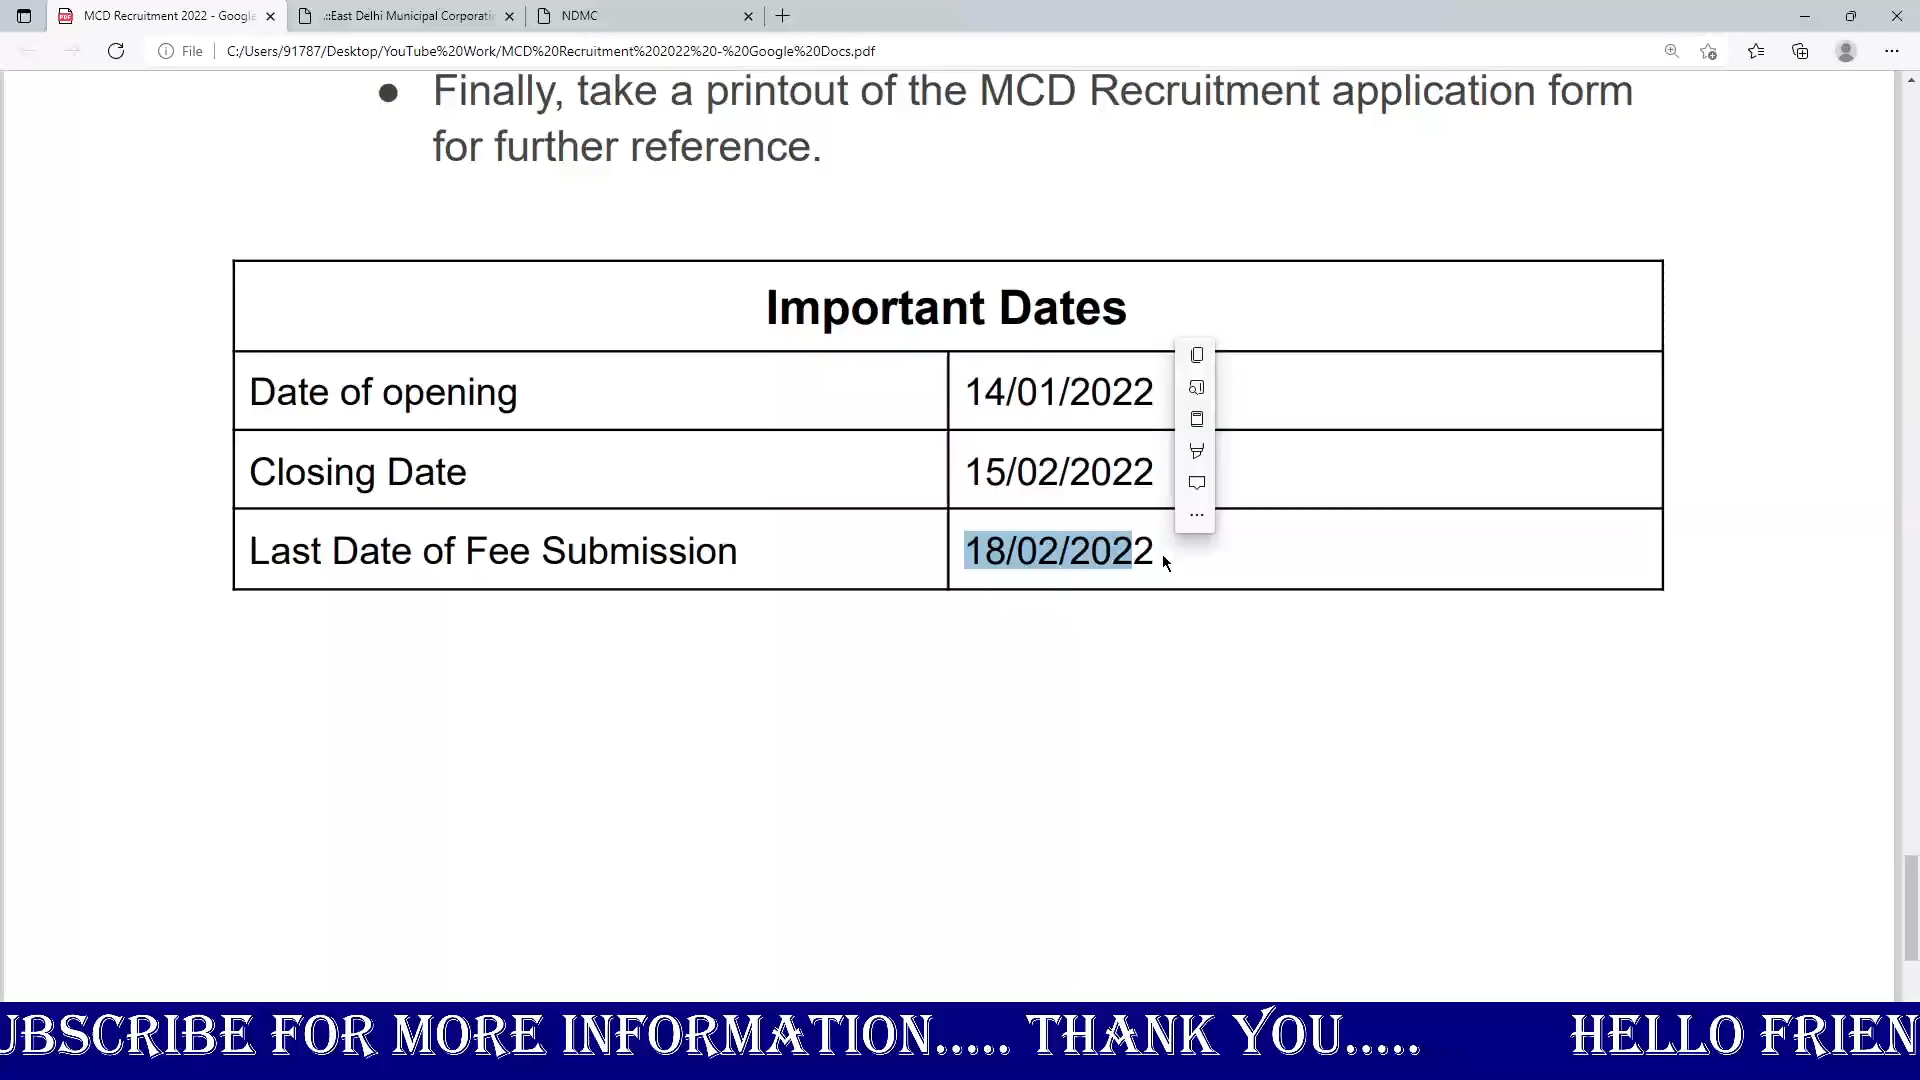 MCD Recruitment 2022 - Google
.::East Delhi Municipal Corporati
NDMC
File
C:/Users/91787/Desktop/YouTube%20Work/MCD%20Recruitment%202022%20-%20Google%20Docs.pdf
● Finally, take a printout of the MCD Recruitment application form
for further reference.
Important Dates
Date of opening 14/01/2022
Closing Date 15/02/2022
Last Date of Fee Submission 18/02/2022
UBSCRIBE FOR MORE INFORMATION..... THANK YOU..... HELLO FRIEN